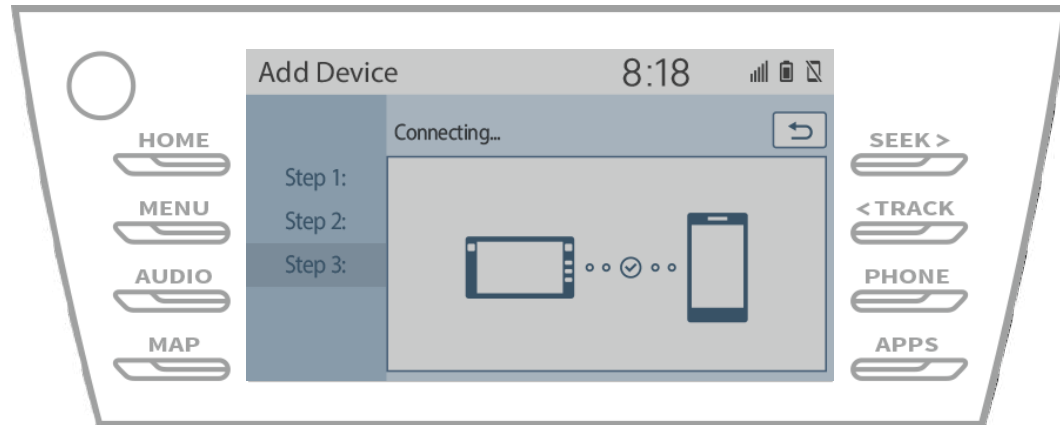 Add Device 8:18
Connecting...
Step 1:
Step 2:
Step 3:
HOME
MENU
AUDIO
MAP
SEEK >
< TRACK
PHONE
APPS